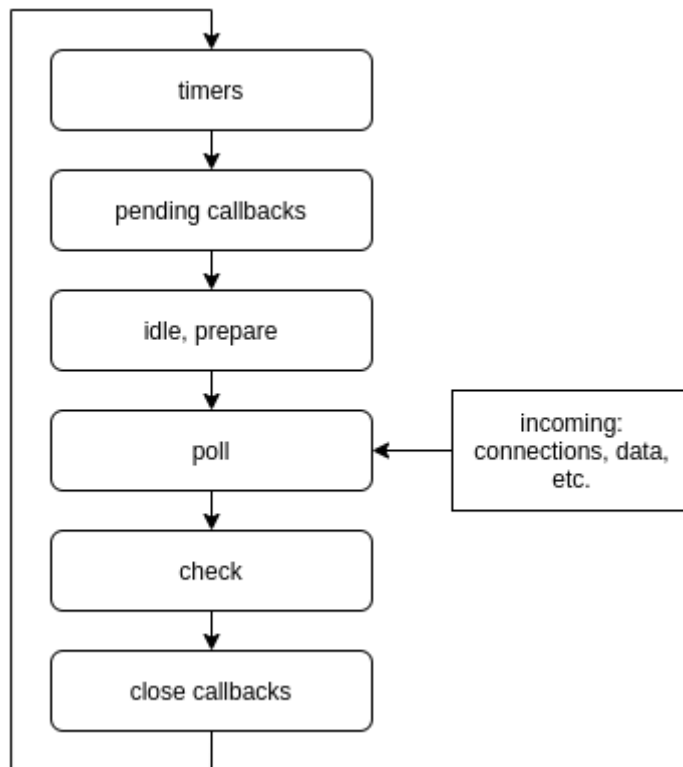 timers
pending callbacks
idle, prepare
poll
incoming:
connections, data,
etc.
check
close callbacks